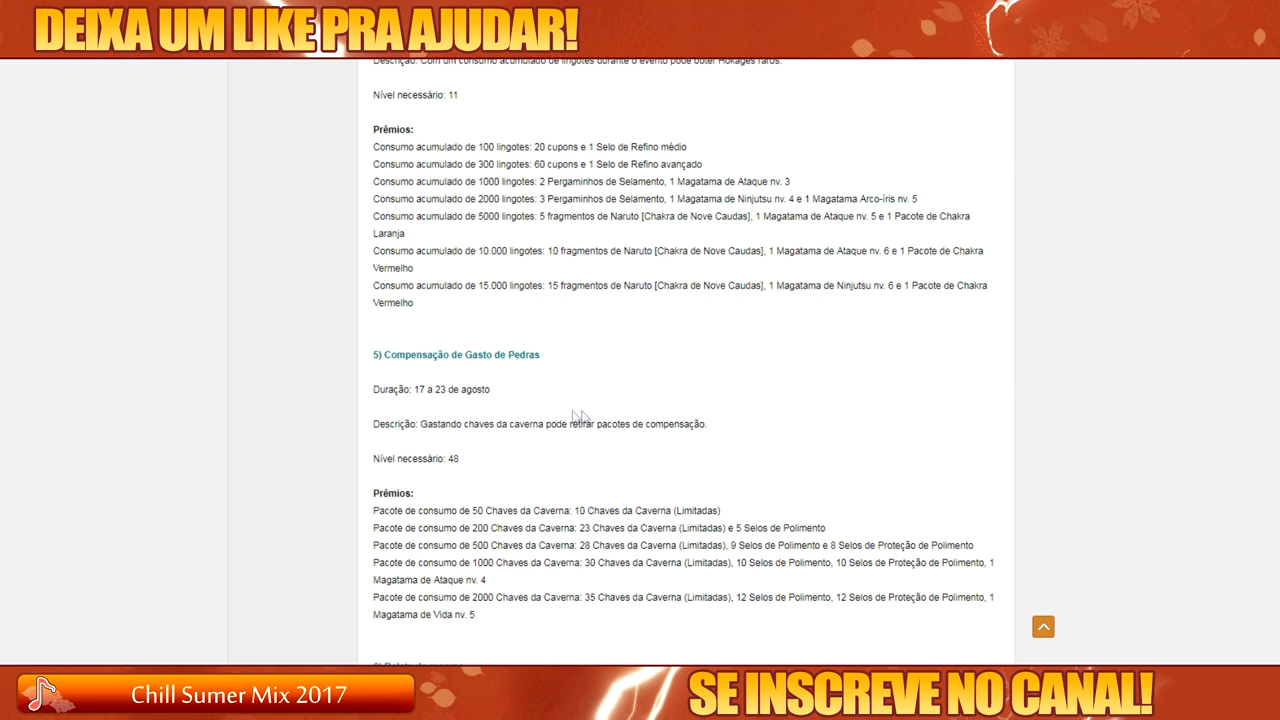 DEIXA UM LIKE PRA AJUDAR!
Descrição: Com um consumo acumulado de lingotes durante o evento pode obter Hokages raros.
Nível necessário: 11
Prêmios:
Consumo acumulado de 100 lingotes: 20 cupons e 1 Selo de Refino médio
Consumo acumulado de 300 lingotes: 60 cupons e 1 Selo de Refino avançado
Consumo acumulado de 1000 lingotes: 2 Pergaminhos de Selamento, 1 Magatama de Ataque nv. 3
Consumo acumulado de 2000 lingotes: 3 Pergaminhos de Selamento, 1 Magatama de Ninjutsu nv. 4 e 1 Magatama Arco-íris nv. 5
Consumo acumulado de 5000 lingotes: 5 fragmentos de Naruto [Chakra de Nove Caudas], 1 Magatama de Ataque nv. 5 e 1 Pacote de Chakra
Laranja
Consumo acumulado de 10.000 lingotes: 10 fragmentos de Naruto [Chakra de Nove Caudas], 1 Magatama de Ataque nv. 6 e 1 Pacote de Chakra
Vermelho
Consumo acumulado de 15.000 lingotes: 15 fragmentos de Naruto [Chakra de Nove Caudas], 1 Magatama de Ninjutsu nv. 6 e 1 Pacote de Chakra
Vermelho
5) Compensação de Gasto de Pedras
Duração: 17 a 23 de agosto
Descrição: Gastando chaves da caverna pode retirar pacotes de compensação.
Nível necessário: 48
Prêmios:
Pacote de consumo de 50 Chaves da Caverna: 10 Chaves da Caverna (Limitadas)
Pacote de consumo de 200 Chaves da Caverna: 23 Chaves da Caverna (Limitadas) e 5 Selos de Polimento
Pacote de consumo de 500 Chaves da Caverna: 28 Chaves da Caverna (Limitadas), 9 Selos de Polimento e 8 Selos de Proteção de Polimento
Pacote de consumo de 1000 Chaves da Caverna: 30 Chaves da Caverna (Limitadas), 10 Selos de Polimento, 10 Selos de Proteção de Polimento, 1
Magatama de Ataque nv. 4
Pacote de consumo de 2000 Chaves da Caverna: 35 Chaves da Caverna (Limitadas), 12 Selos de Polimento, 12 Selos de Proteção de Polimento, 1
Magatama de Vida nv. 5
Chill Sumer Mix 2017
SE INSCREVE NO CANAL!